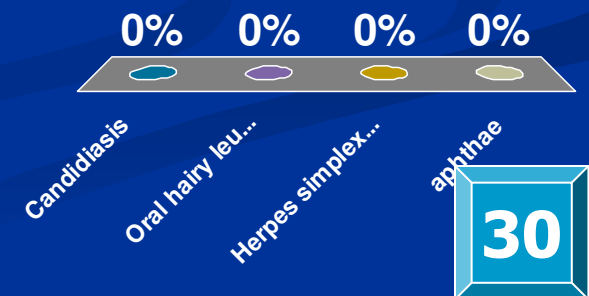 0% 0% 0% 0%
Candidiasis
Oral hairy leu...
Herpes simplex...
aphthae
30